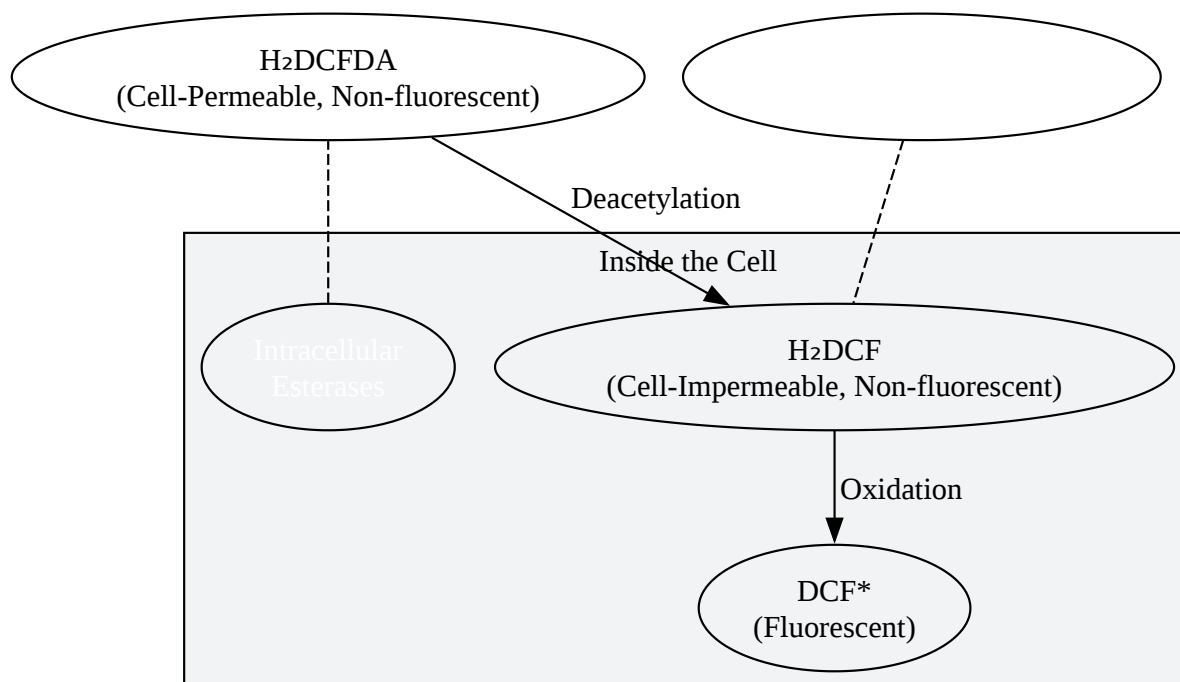 H₂DCFDA
(Cell-Permeable, Non-fluorescent)
Deacetylation
Inside the Cell
Intracellular
Esterases
H₂DCF
(Cell-Impermeable, Non-fluorescent)
Oxidation
DCF*
(Fluorescent)